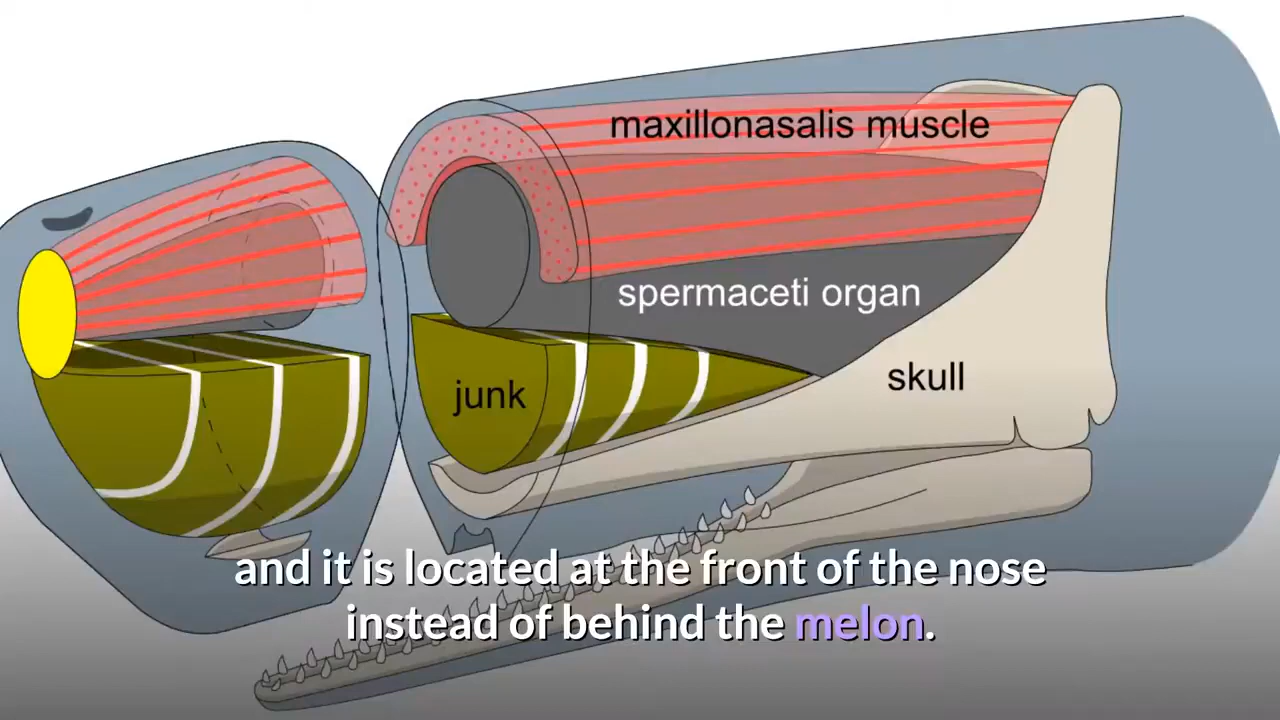 maxillonasalis muscle
spermaceti organ
skull
junk
and it is located at the front of the nose
instead of behind the melon.